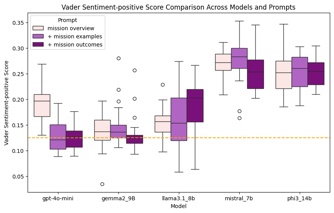 Vader Sentiment-positive Score Comparison Across Models and Prompts
Prompt
mission overview
+ mission examples
+ mission outcomes
Vader Sentiment-positive Score
0.35
0.30
0.25
0.20
0.15
0.10
0.05
gpt-4o-mini
gemma2_9B
llama3.1_8b
mistral_7b
phi3_14b
Model